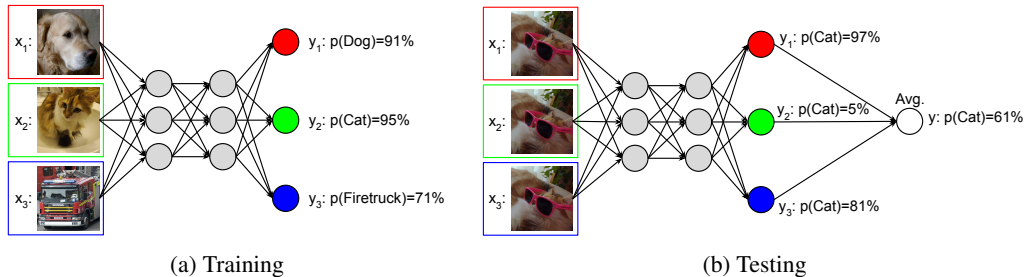 x1:
y1: p(Dog)=91%
x2:
y2: p(Cat)=95%
x3:
y3: p(Firetruck)=71%
(a) Training
x1:
y1: p(Cat)=97%
x2:
y2: p(Cat)=5%
Avg.
y: p(Cat)=61%
x3:
y3: p(Cat)=81%
(b) Testing